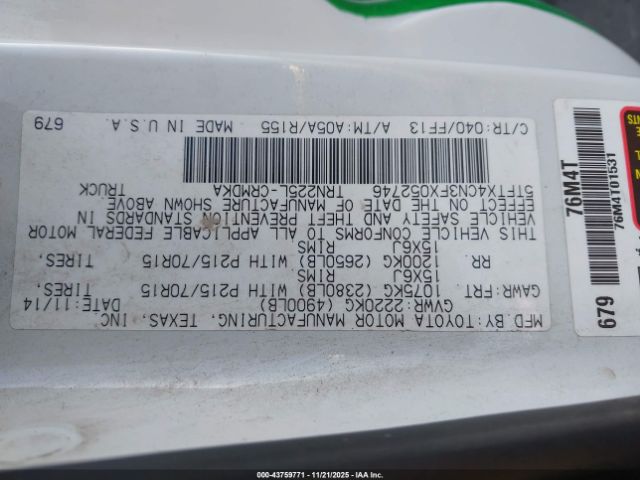 MFD.BY:TOYOTA MOTOR MANUFACTURING, TEXAS, INC.
GVWR:2220KG (4900LB) DATE:11/14
GAWR:FRT. 1075KG (2380LB) WITH P215/70R15 TIRES,
15X6J RIMS
RR. 1200KG (2650LB) WITH P215/70R15 TIRES,
15X6J RIMS
THIS VEHICLE CONFORMS TO ALL APPLICABLE FEDERAL MOTOR
VEHICLE SAFETY AND THEFT PREVENTION STANDARDS IN
EFFECT ON THE DATE OF MANUFACTURE SHOWN ABOVE.
5TFTX4CN3FX052746 TRN225L-CRMDKA TRUCK
C/TR:040/FF13 A/TM:A05A/R155 MADE IN U.S.A. 679
76M4T
76M4T01531
679
000-43759771 - 11/21/2025 - IAAI, Inc.